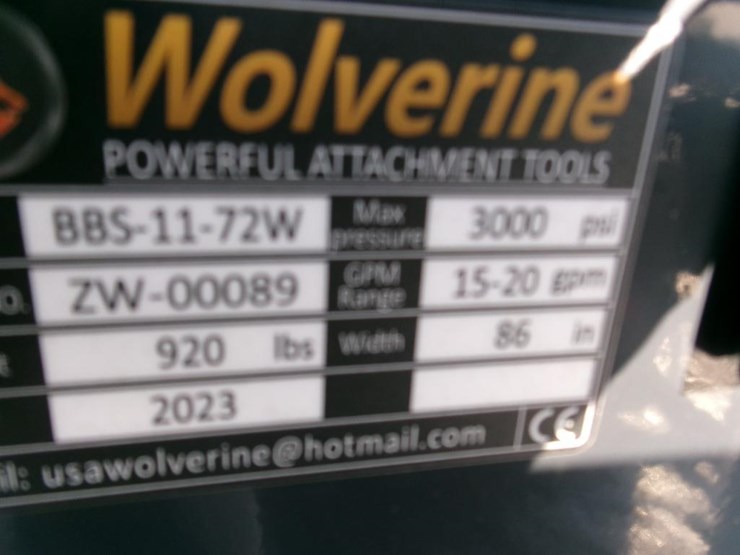 Wolverine
POWERFUL ATTACHMENT TOOLS
BBS-11-72W Max pressure 3000 psi
O. ZW-00089 GPM Range 15-20 gpm
920 lbs Width 86 in
2023
il: usawolverine@hotmail.com CE